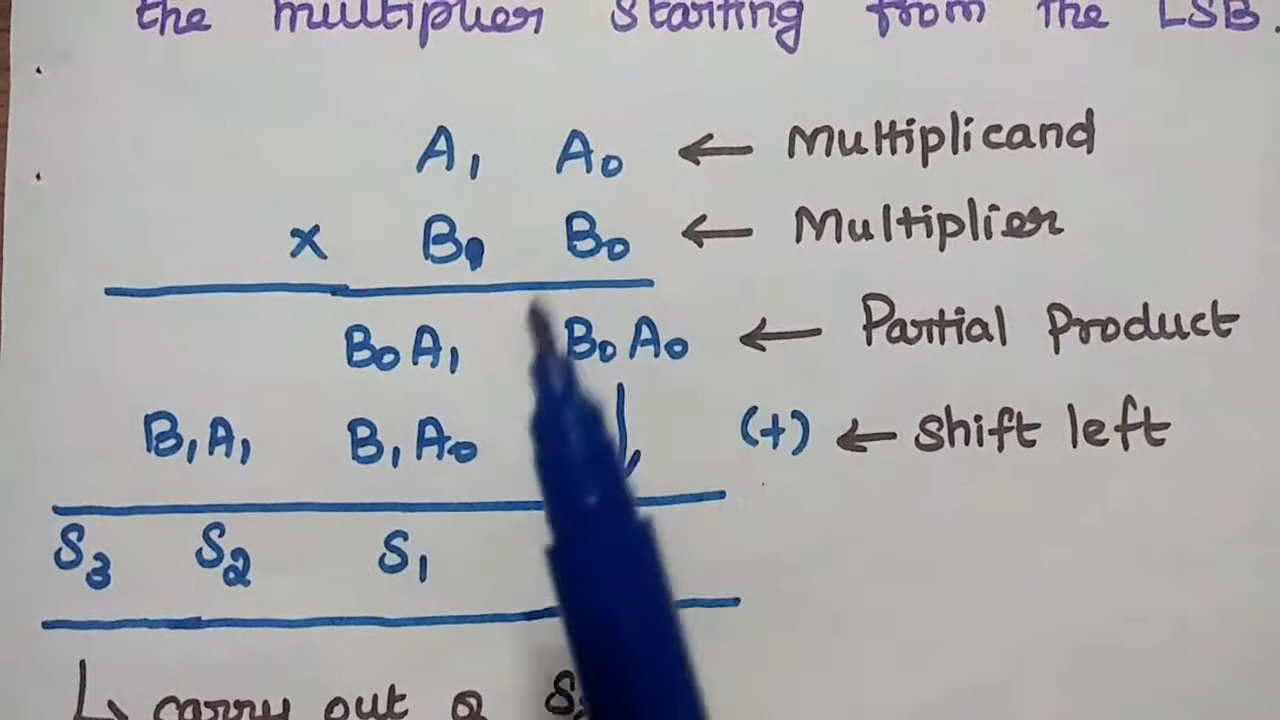 the multiplier starting from the LSB.
A₁ A₀ ← Multiplicand
× B₁ B₀ ← Multiplier
B₀A₁ B₀A₀ ← Partial Product
B₁A₁ B₁A₀ ↓ (+) ← shift left
S₃ S₂ S₁
↳ carry out